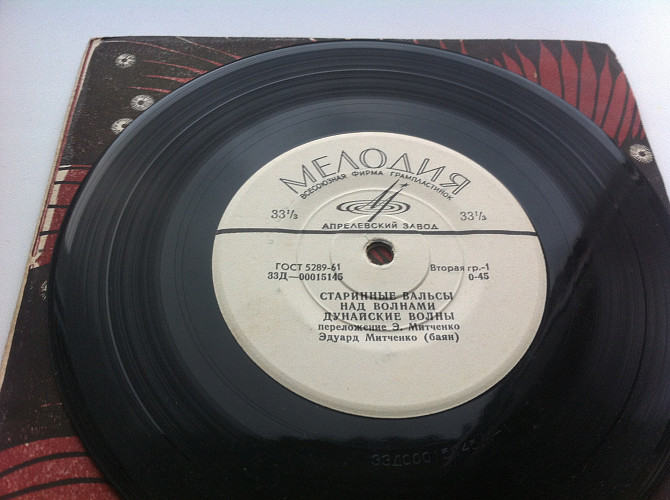 МЕЛОДИЯ
ВСЕСОЮЗНАЯ ФИРМА ГРАМПЛАСТИНОК
33⅓ 33⅓
АПРЕЛЕВСКИЙ ЗАВОД
ГОСТ 5289-61 Вторая гр.-1
33Д—00015145 0-45
СТАРИННЫЕ ВАЛЬСЫ
НАД ВОЛНАМИ
ДУНАЙСКИЕ ВОЛНЫ
переложение Э. Митченко
Эдуард Митченко (баян)